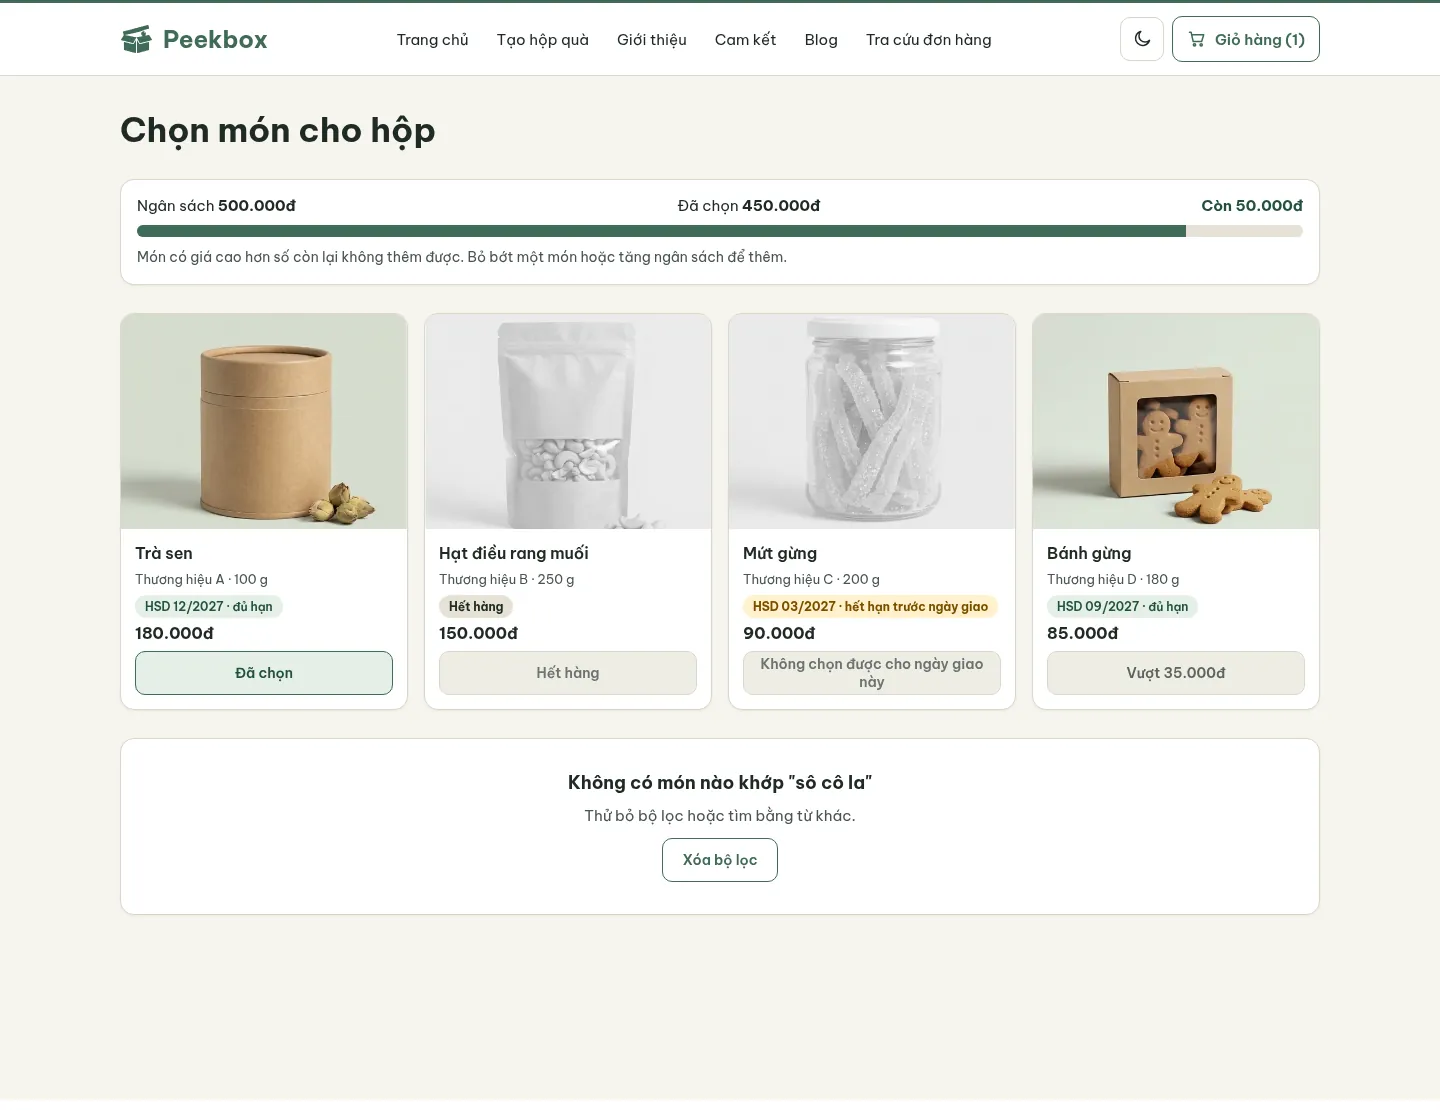 Peekbox
Trang chủ
Tạo hộp quà
Giới thiệu
Cam kết
Blog
Tra cứu đơn hàng
Giỏ hàng (1)
Chọn món cho hộp
Ngân sách 500.000đ
Đã chọn 450.000đ
Còn 50.000đ
Món có giá cao hơn số còn lại không thêm được. Bỏ bớt một món hoặc tăng ngân sách để thêm.
Trà sen
Thương hiệu A · 100 g
HSD 12/2027 · đủ hạn
180.000đ
Đã chọn
Hạt điều rang muối
Thương hiệu B · 250 g
Hết hàng
150.000đ
Hết hàng
Mứt gừng
Thương hiệu C · 200 g
HSD 03/2027 · hết hạn trước ngày giao
90.000đ
Không chọn được cho ngày giao
này
Bánh gừng
Thương hiệu D · 180 g
HSD 09/2027 · đủ hạn
85.000đ
Vượt 35.000đ
Không có món nào khớp "sô cô la"
Thử bỏ bộ lọc hoặc tìm bằng từ khác.
Xóa bộ lọc